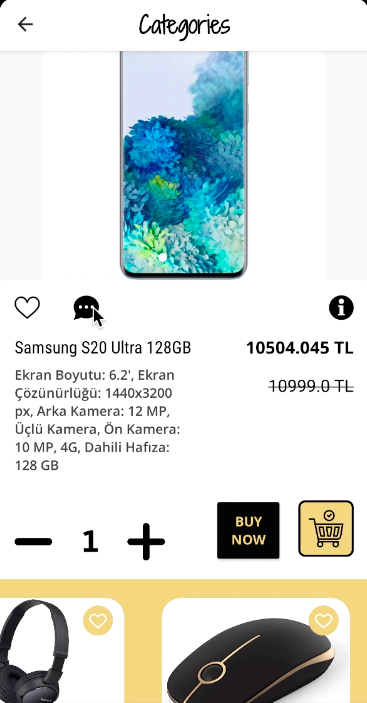 Categories
Samsung S20 Ultra 128GB
10504.045 TL
10999.0 TL
Ekran Boyutu: 6.2', Ekran
Çözünürlüğü: 1440x3200
px, Arka Kamera: 12 MP,
Üçlü Kamera, Ön Kamera:
10 MP, 4G, Dahili Hafıza:
128 GB
1
BUY
NOW